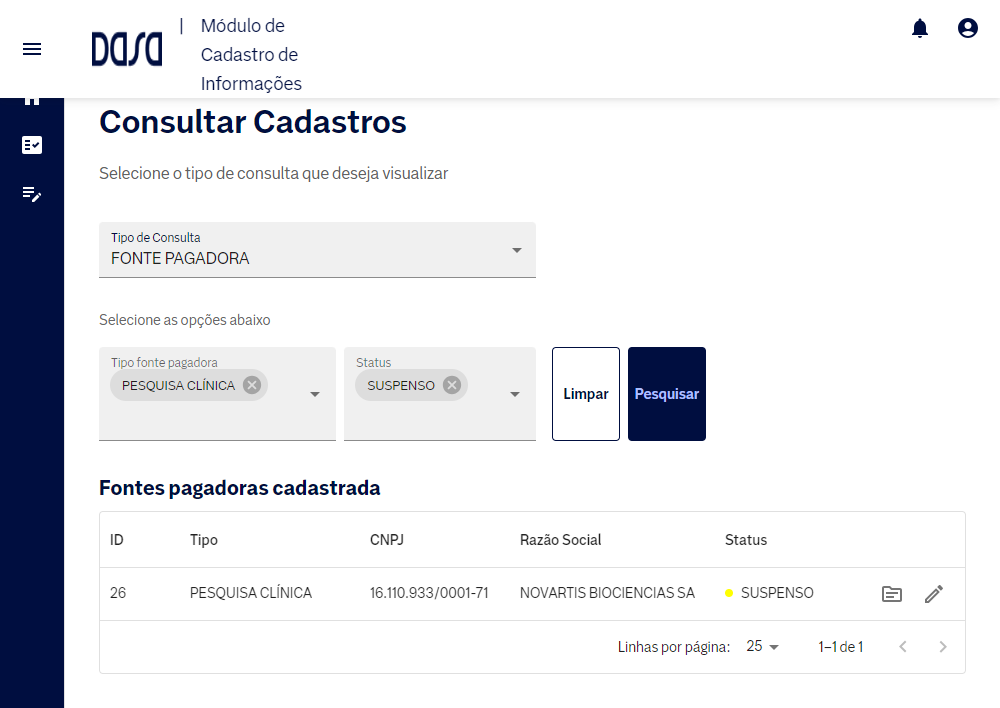 Dasa
| Módulo de
Cadastro de
Informações
Consultar Cadastros
Selecione o tipo de consulta que deseja visualizar
Tipo de Consulta
FONTE PAGADORA
Selecione as opções abaixo
Tipo fonte pagadora
PESQUISA CLÍNICA
Status
SUSPENSO
Limpar
Pesquisar
Fontes pagadoras cadastrada
ID Tipo CNPJ Razão Social Status
26 PESQUISA CLÍNICA 16.110.933/0001-71 NOVARTIS BIOCIENCIAS SA SUSPENSO
Linhas por página: 25 1–1 de 1